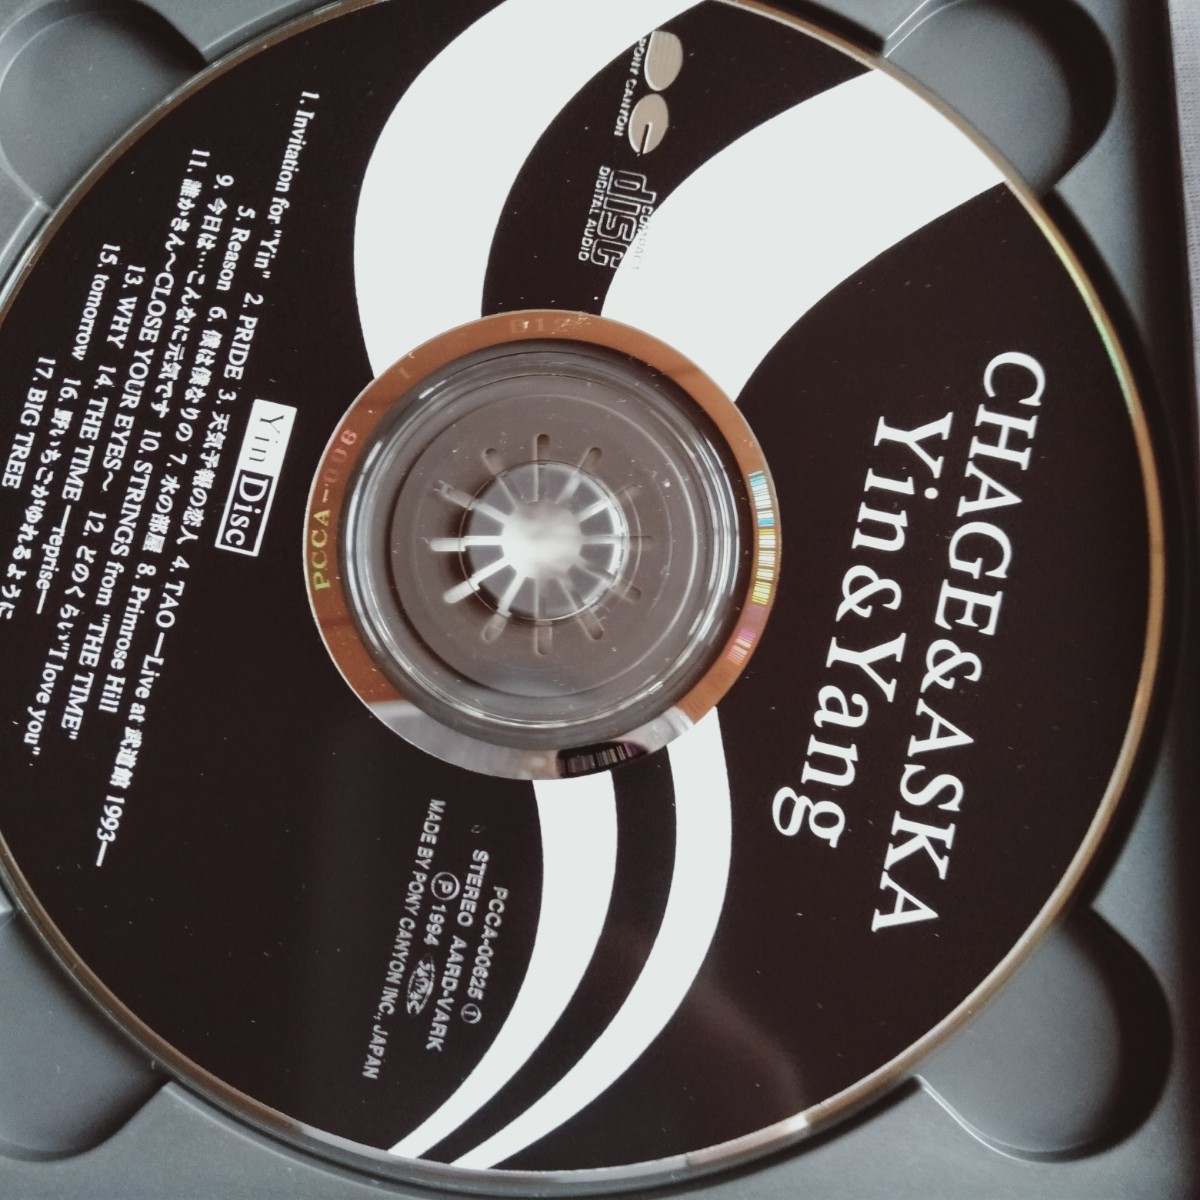 CHAGE&ASKA
Yin&Yang
PONY CANYON
COMPACT
disc
DIGITAL AUDIO
Yin Disc
1. Invitation for "Yin" 2. PRIDE 3. 天気予報の恋人 4. TAO—Live at 武道館 1993—
5. Reason 6. 僕は僕なりの 7. 水の部屋 8. Primrose Hill
9. 今日は…こんなに元気です 10. STRINGS from "THE TIME"
11. 誰かさん〜CLOSE YOUR EYES〜 12. どのくらい"I love you"
13. WHY 14. THE TIME—reprise—
15. tomorrow 16. 野いちごがゆれるように
17. BIG TREE
PCCA-00625 ①
STEREO AARD-VARK
Ⓟ 1994
MADE BY PONY CANYON INC., JAPAN
PCCA-006